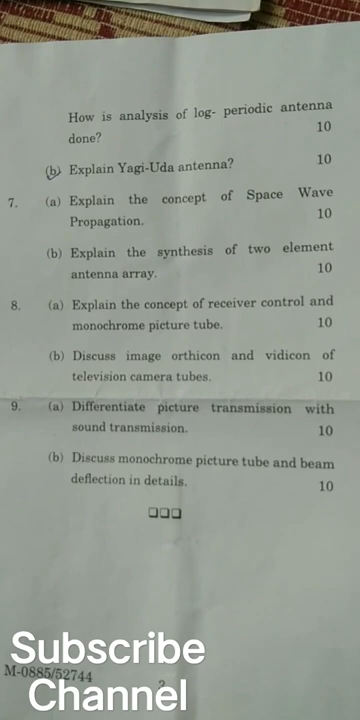 How is analysis of log- periodic antenna
done? 10
(b) Explain Yagi-Uda antenna? 10
7. (a) Explain the concept of Space Wave
Propagation. 10
(b) Explain the synthesis of two element
antenna array. 10
8. (a) Explain the concept of receiver control and
monochrome picture tube. 10
(b) Discuss image orthicon and vidicon of
television camera tubes. 10
9. (a) Differentiate picture transmission with
sound transmission. 10
(b) Discuss monochrome picture tube and beam
deflection in details. 10
Subscribe
M-0885/52744
Channel
2